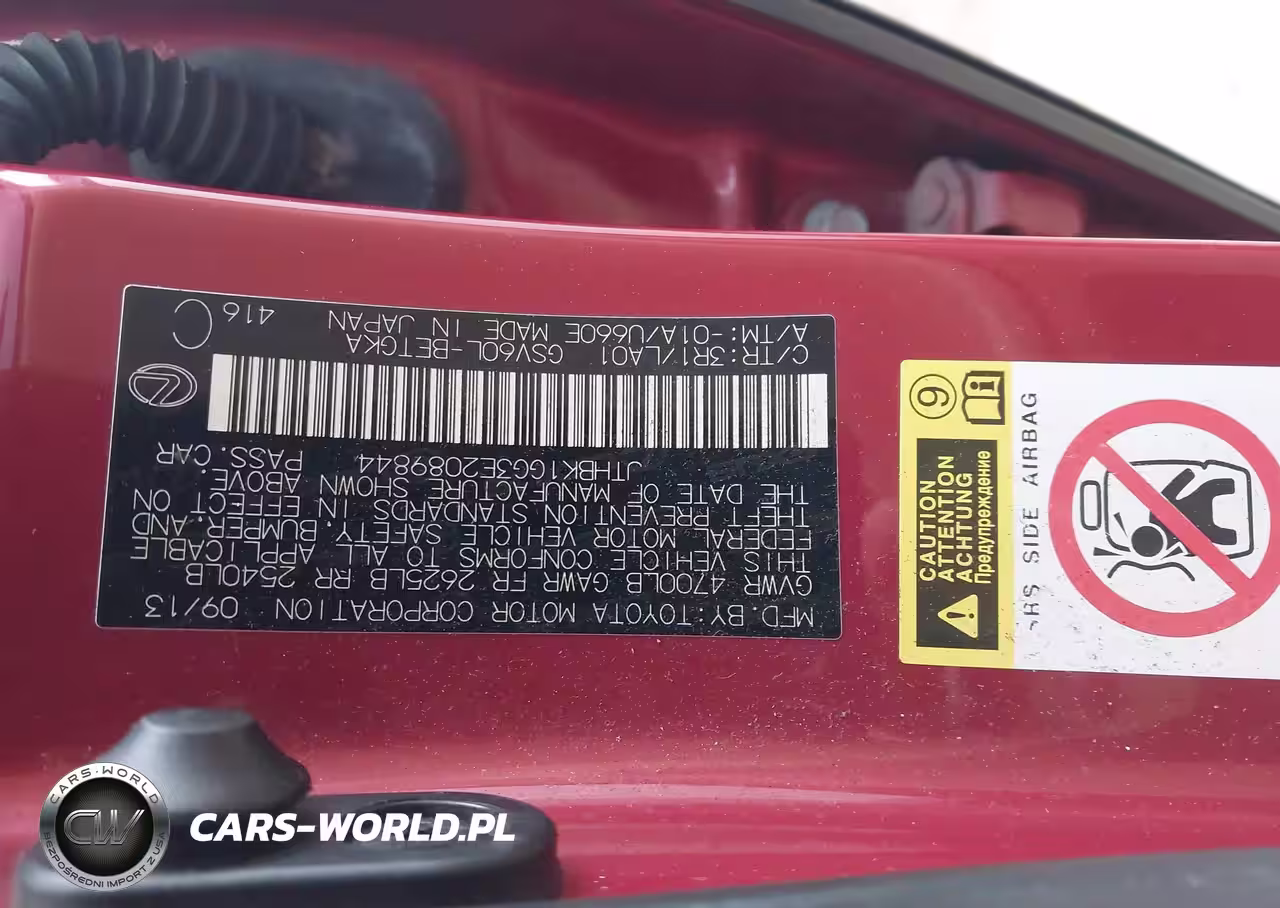 MFD. BY: TOYOTA MOTOR CORPORATION 09/13
GVWR 4700LB GAWR FR 2625LB RR 2540LB
THIS VEHICLE CONFORMS TO ALL APPLICABLE
FEDERAL MOTOR VEHICLE SAFETY, BUMPER, AND
THEFT PREVENTION STANDARDS IN EFFECT ON
THE DATE OF MANUFACTURE SHOWN ABOVE.
JTHBK1GG3E2089844 PASS. CAR
C/TR: 3R1/LA01 GSV60L-BETGKA
A/TM: -01A/U660E MADE IN JAPAN
416 C
9
i
CAUTION
ACHTUNG
ATTENTION
Предупреждение
SRS SIDE AIRBAG
CARS-WORLD
CW
BEZPOŚREDNI IMPORT Z USA
CARS-WORLD.PL